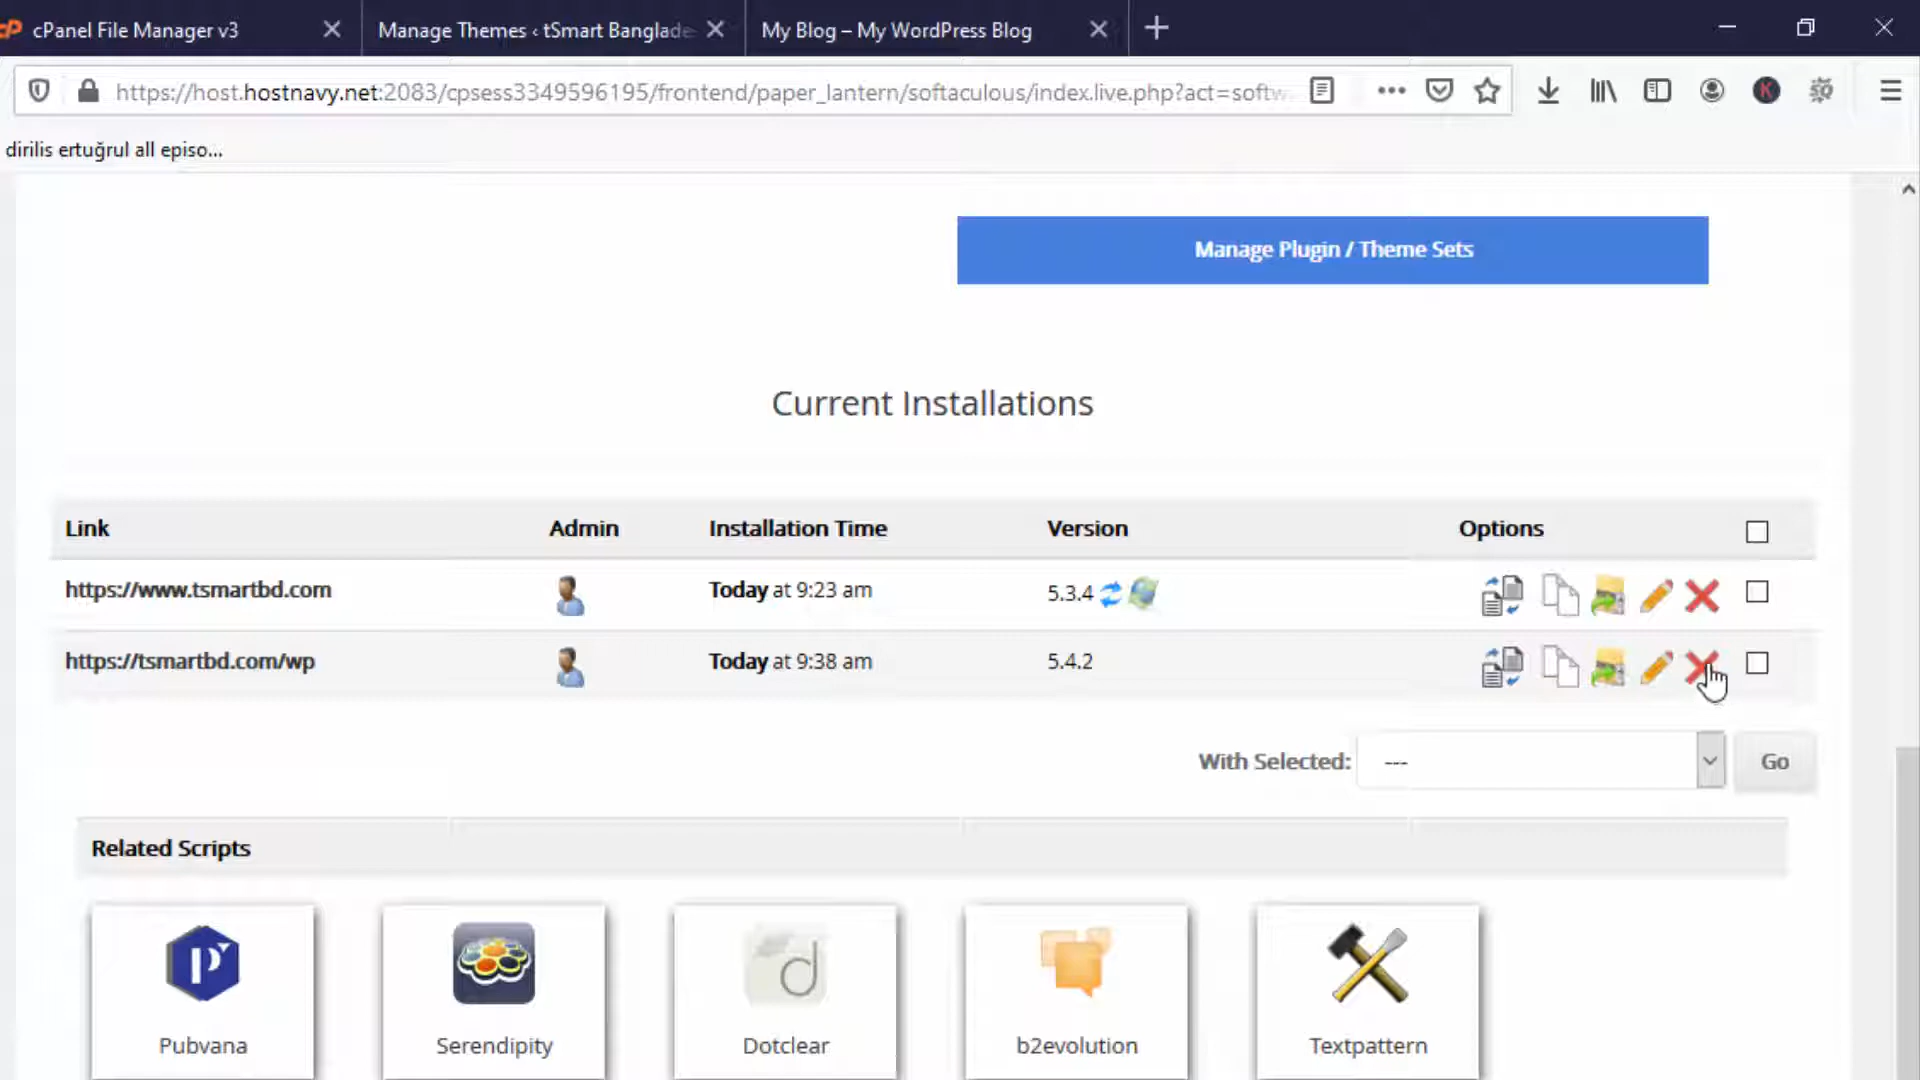 cPanel File Manager v3
Manage Themes ‹ tSmart Banglade
My Blog – My WordPress Blog
https://host.hostnavy.net:2083/cpsess3349596195/frontend/paper_lantern/softaculous/index.live.php?act=softw
K
dirilis ertuğrul all episo...
Manage Plugin / Theme Sets
Current Installations
Link Admin Installation Time Version Options
https://www.tsmartbd.com Today at 9:23 am 5.3.4
https://tsmartbd.com/wp Today at 9:38 am 5.4.2
With Selected: --- Go
Related Scripts
Pubvana Serendipity Dotclear b2evolution Textpattern